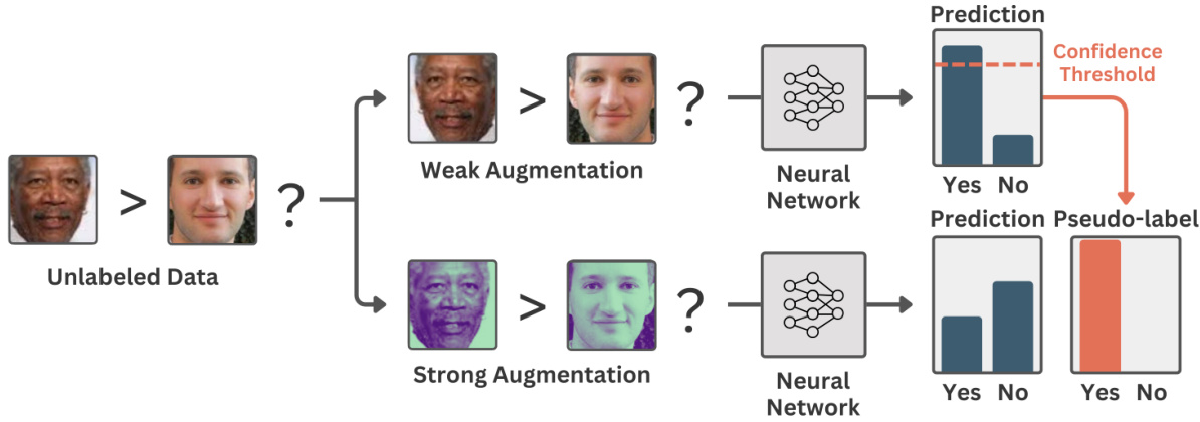 Prediction
Confidence
Threshold
> ?
Weak Augmentation
Neural
Network
Yes No
> ?
Unlabeled Data
Prediction Pseudo-label
> ?
Strong Augmentation
Neural
Network
Yes No
Yes No